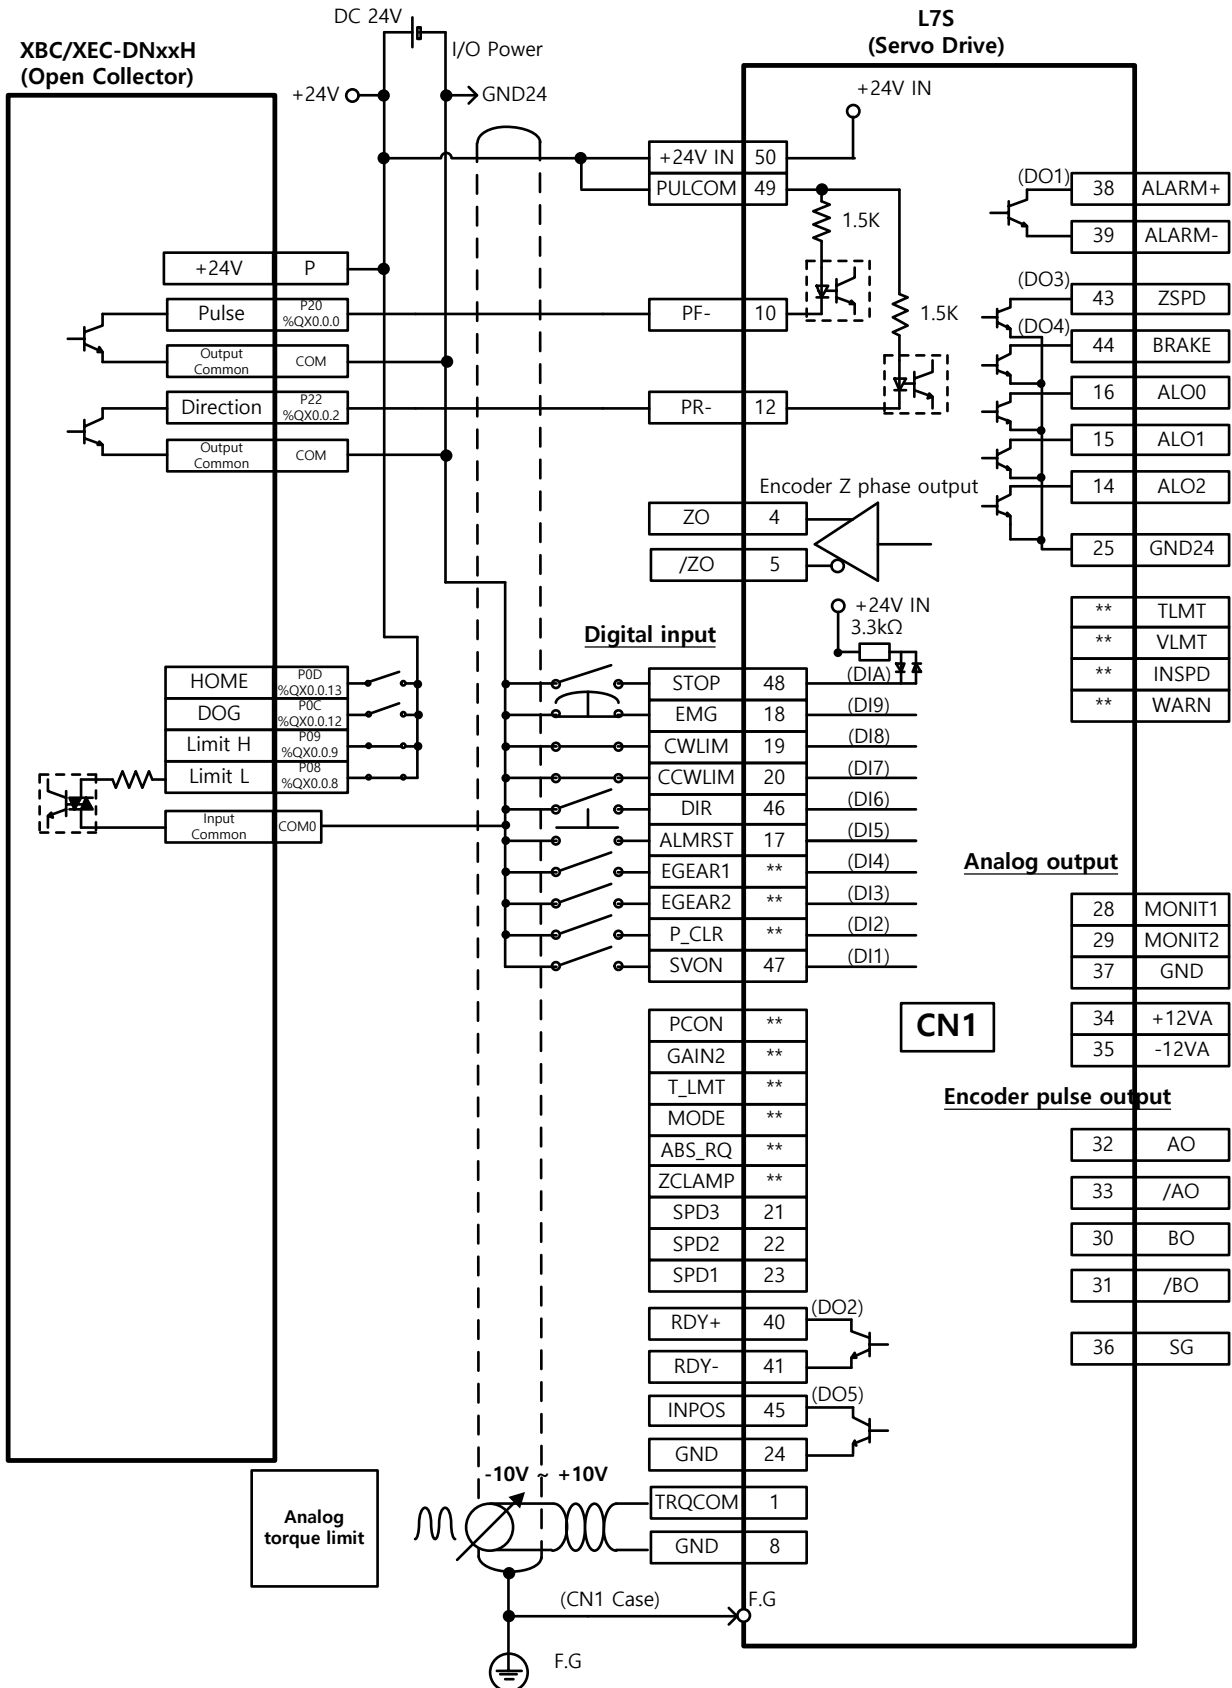 DC 24V
L7S
(Servo Drive)
XBC/XEC-DNxxH
(Open Collector)
I/O Power
+24V
GND24
+24V IN
+24V IN 50
PULCOM 49
1.5K
1.5K
(DO1)
38 ALARM+
39 ALARM-
+24V P
Pulse P20 %QX0.0.0
Output Common COM
Direction P22 %QX0.0.2
Output Common COM
PF- 10
PR- 12
(DO3)
43 ZSPD
(DO4)
44 BRAKE
16 ALO0
15 ALO1
14 ALO2
25 GND24
Encoder Z phase output
ZO 4
/ZO 5
** TLMT
** VLMT
** INSPD
** WARN
+24V IN
3.3kΩ
Digital input
HOME P0D %QX0.0.13
DOG P0C %QX0.0.12
Limit H P09 %QX0.0.9
Limit L P08 %QX0.0.8
Input Common COM0
STOP 48 (DIA)
EMG 18 (DI9)
CWLIM 19 (DI8)
CCWLIM 20 (DI7)
DIR 46 (DI6)
ALMRST 17 (DI5)
EGEAR1 ** (DI4)
EGEAR2 ** (DI3)
P_CLR ** (DI2)
SVON 47 (DI1)
Analog output
28 MONIT1
29 MONIT2
37 GND
34 +12VA
35 -12VA
CN1
PCON **
GAIN2 **
T_LMT **
MODE **
ABS_RQ **
ZCLAMP **
SPD3 21
SPD2 22
SPD1 23
Encoder pulse output
32 AO
33 /AO
30 BO
31 /BO
36 SG
RDY+ 40 (DO2)
RDY- 41
INPOS 45 (DO5)
GND 24
-10V ~ +10V
Analog
torque limit
TRQCOM 1
GND 8
(CN1 Case)
F.G
F.G